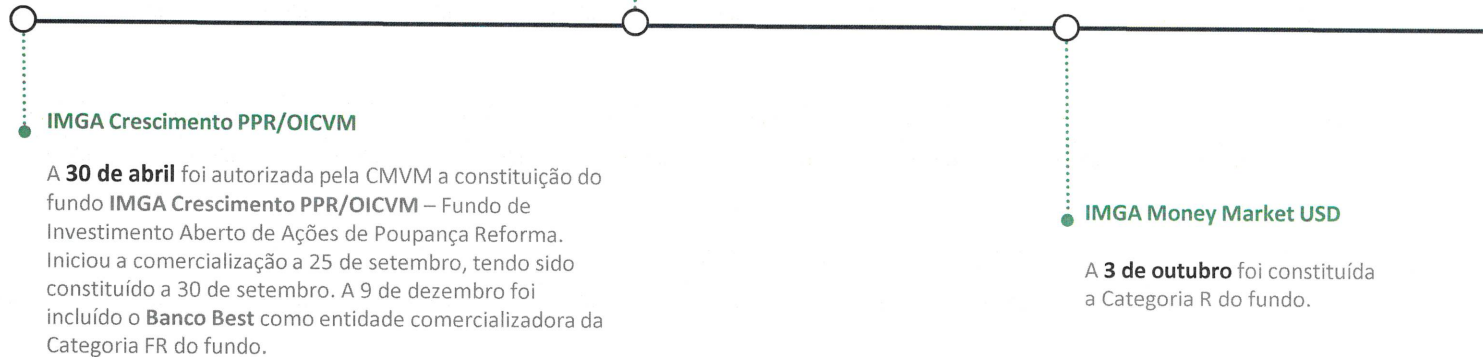 IMGA Crescimento PPR/OICVM
A 30 de abril foi autorizada pela CMVM a constituição do
fundo IMGA Crescimento PPR/OICVM – Fundo de
Investimento Aberto de Ações de Poupança Reforma.
Iniciou a comercialização a 25 de setembro, tendo sido
constituído a 30 de setembro. A 9 de dezembro foi
incluído o Banco Best como entidade comercializadora da
Categoria FR do fundo.
IMGA Money Market USD
A 3 de outubro foi constituída
a Categoria R do fundo.